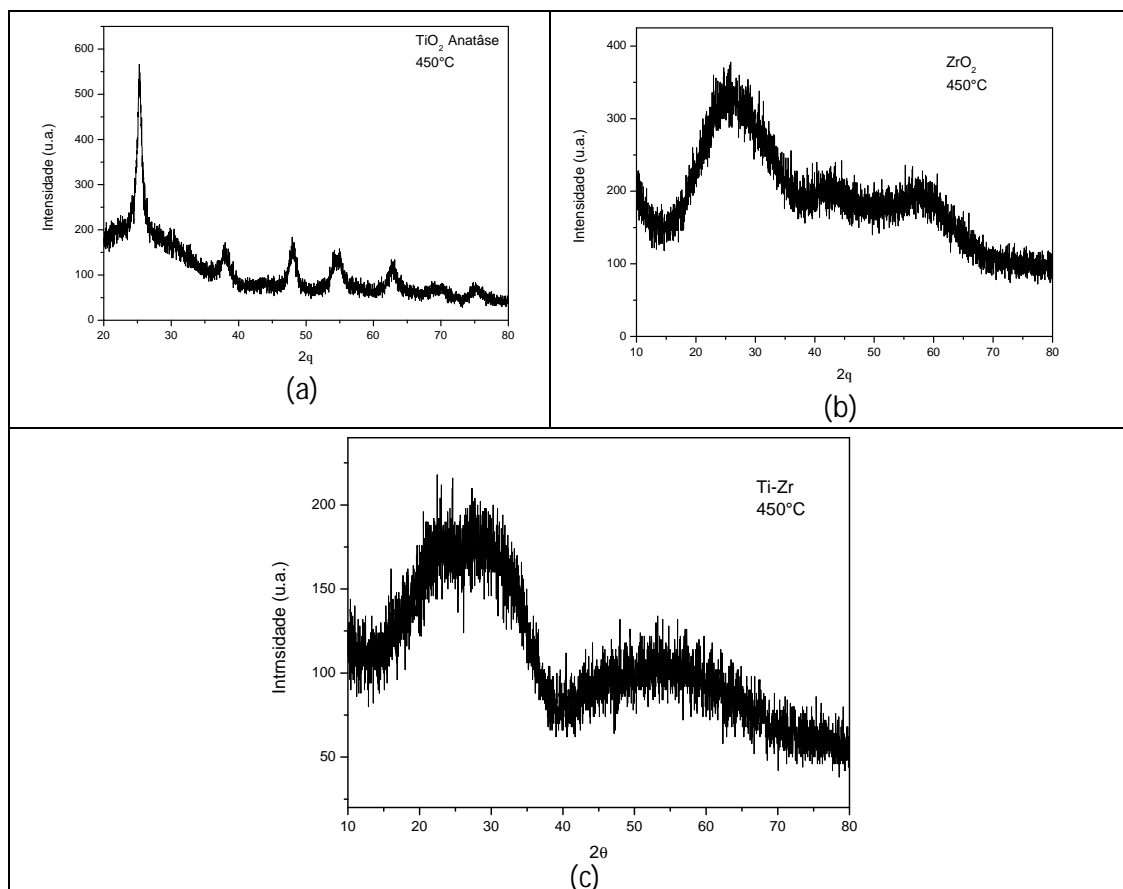 TiO2 Anatâse
450°C
600
500
400
300
200
100
0
Intensidade (u.a.)
20 30 40 50 60 70 80
2q
(a)
ZrO2
450°C
400
300
200
100
0
Intensidade (u.a.)
10 20 30 40 50 60 70 80
2q
(b)
Ti-Zr
450°C
200
150
100
50
Intrnsidade (u.a.)
10 20 30 40 50 60 70 80
2θ
(c)